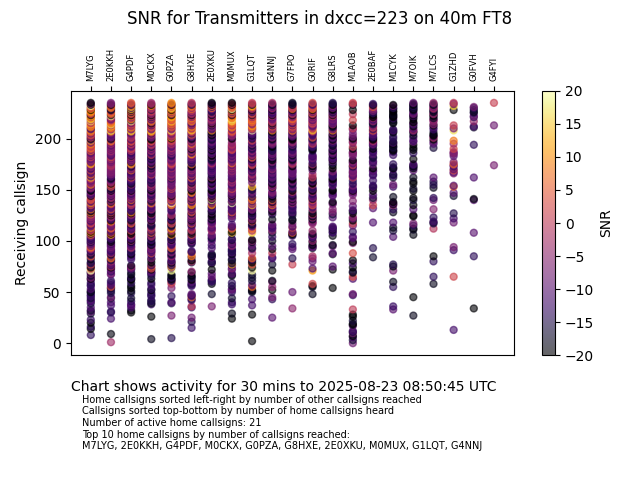 SNR for Transmitters in dxcc=223 on 40m FT8
M7LYG 2E0KKH G4PDF M0CKX G0PZA G8HXE 2E0XKU M0MUX G1LQT G4NNJ G7FPO G0RIF G8LRS M1AOB 2E0BAF M1CYK M7OIK M7LCS G1ZHD G0FVH G4FYI
Receiving callsign
200
150
100
50
0
20
15
10
5
0
−5
−10
−15
−20
SNR
Chart shows activity for 30 mins to 2025-08-23 08:50:45 UTC
Home callsigns sorted left-right by number of other callsigns reached
Callsigns sorted top-bottom by number of home callsigns heard
Number of active home callsigns: 21
Top 10 home callsigns by number of callsigns reached:
M7LYG, 2E0KKH, G4PDF, M0CKX, G0PZA, G8HXE, 2E0XKU, M0MUX, G1LQT, G4NNJ